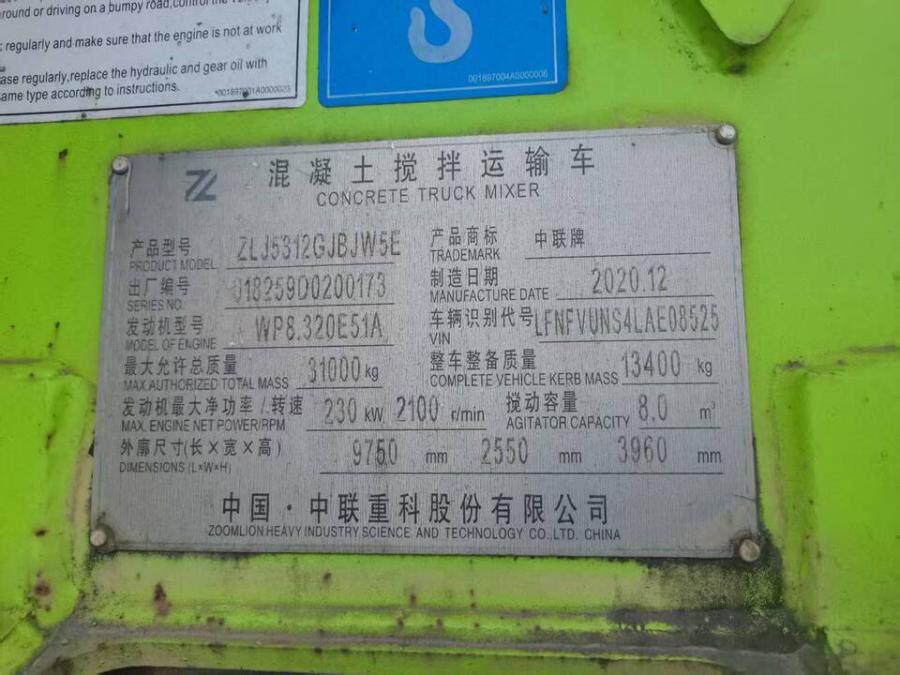 round or driving on a bumpy road,control the
regularly and make sure that the engine is not at work
ase regularly,replace the hydraulic and gear oil with
ame type according to instructions.
001897001A0000023
001897004A0000006
混凝土搅拌运输车
CONCRETE TRUCK MIXER
产品型号 ZLJ5312GJBJW5E 产品商标 中联牌
PRODUCT MODEL TRADEMARK
出厂编号 018259D0200173 制造日期 2020.12
SERIES NO. MANUFACTURE DATE
发动机型号 WP8.320E51A 车辆识别代号 LFNFVUNS4LAE08525
MODEL OF ENGINE VIN
最大允许总质量 31000 kg 整车整备质量 13400 kg
MAX.AUTHORIZED TOTAL MASS COMPLETE VEHICLE KERB MASS
发动机最大净功率/转速 230 kW 2100 r/min 搅动容量 8.0 m³
MAX. ENGINE NET POWER/RPM AGITATOR CAPACITY
外廓尺寸(长×宽×高) 9750 mm 2550 mm 3960 mm
DIMENSIONS (L×W×H)
中国·中联重科股份有限公司
ZOOMLION HEAVY INDUSTRY SCIENCE AND TECHNOLOGY CO.,LTD. CHINA